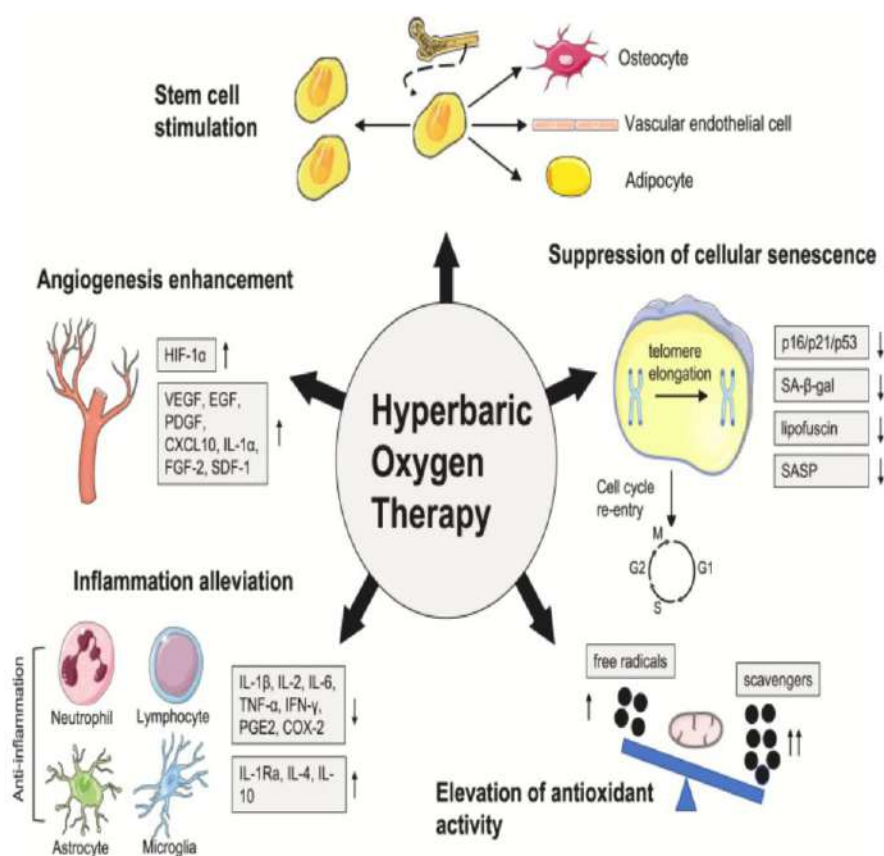 Stem cell
stimulation
Osteocyte
Vascular endothelial cell
Adipocyte
Angiogenesis enhancement
HIF-1α
VEGF, EGF,
PDGF,
CXCL10, IL-1α,
FGF-2, SDF-1
Suppression of cellular senescence
telomere
elongation
p16/p21/p53
SA-β-gal
lipofuscin
SASP
Cell cycle
re-entry
M
G2
G1
S
Hyperbaric
Oxygen
Therapy
Inflammation alleviation
Anti-inflammation
Neutrophil
Lymphocyte
Astrocyte
Microglia
IL-1β, IL-2, IL-6,
TNF-α, IFN-γ,
PGE2, COX-2
IL-1Ra, IL-4, IL-
10
free radicals
scavengers
Elevation of antioxidant
activity